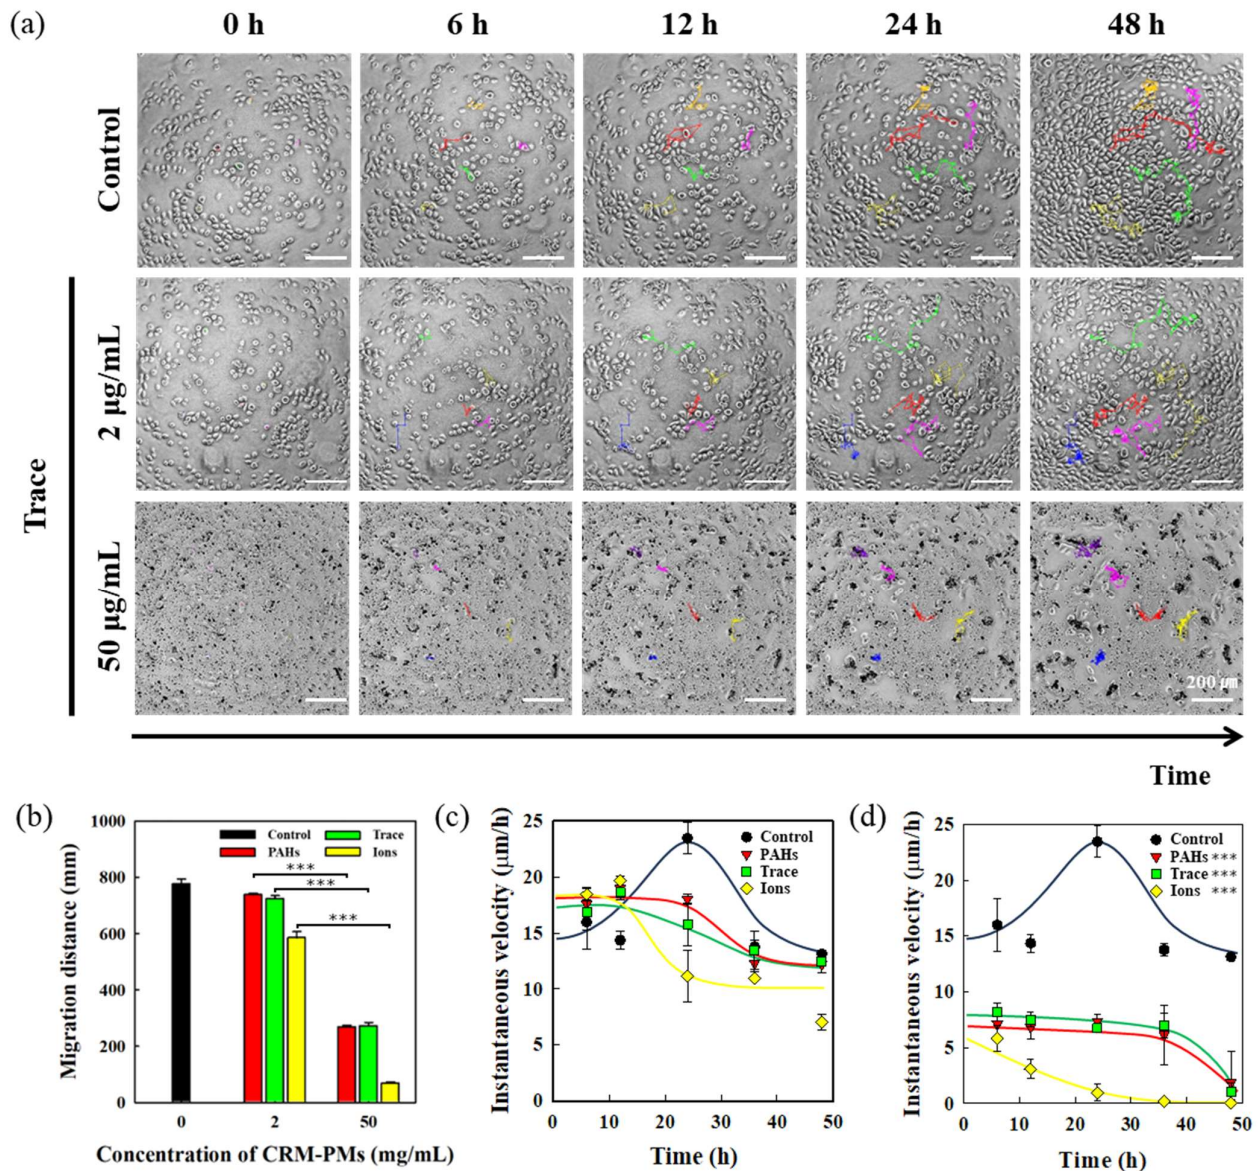 (a)
0 h 6 h 12 h 24 h 48 h
Control
Trace
2 µg/mL
50 µg/mL
200 µm
Time
(b)
Migration distance (mm)
1000
800
600
400
200
0
Control Trace
PAHs Ions
***
***
***
0 2 50
Concentration of CRM-PMs (mg/mL)
(c)
Instantaneous velocity (µm/h)
25
20
15
10
5
0
Control
PAHs
Trace
Ions
0 10 20 30 40 50
Time (h)
(d)
Instantaneous velocity (µm/h)
25
20
15
10
5
0
Control
PAHs ***
Trace ***
Ions ***
0 10 20 30 40 50
Time (h)